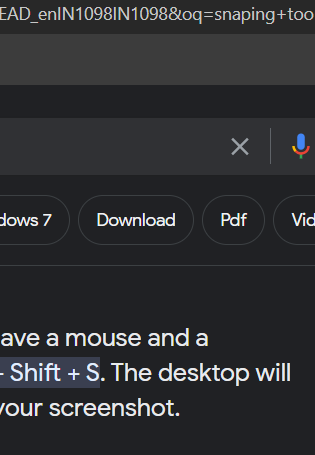 EAD_enIN1098IN1098&oq=snaping+too
dows 7 Download Pdf Vid
ave a mouse and a
- Shift + S. The desktop will
your screenshot.